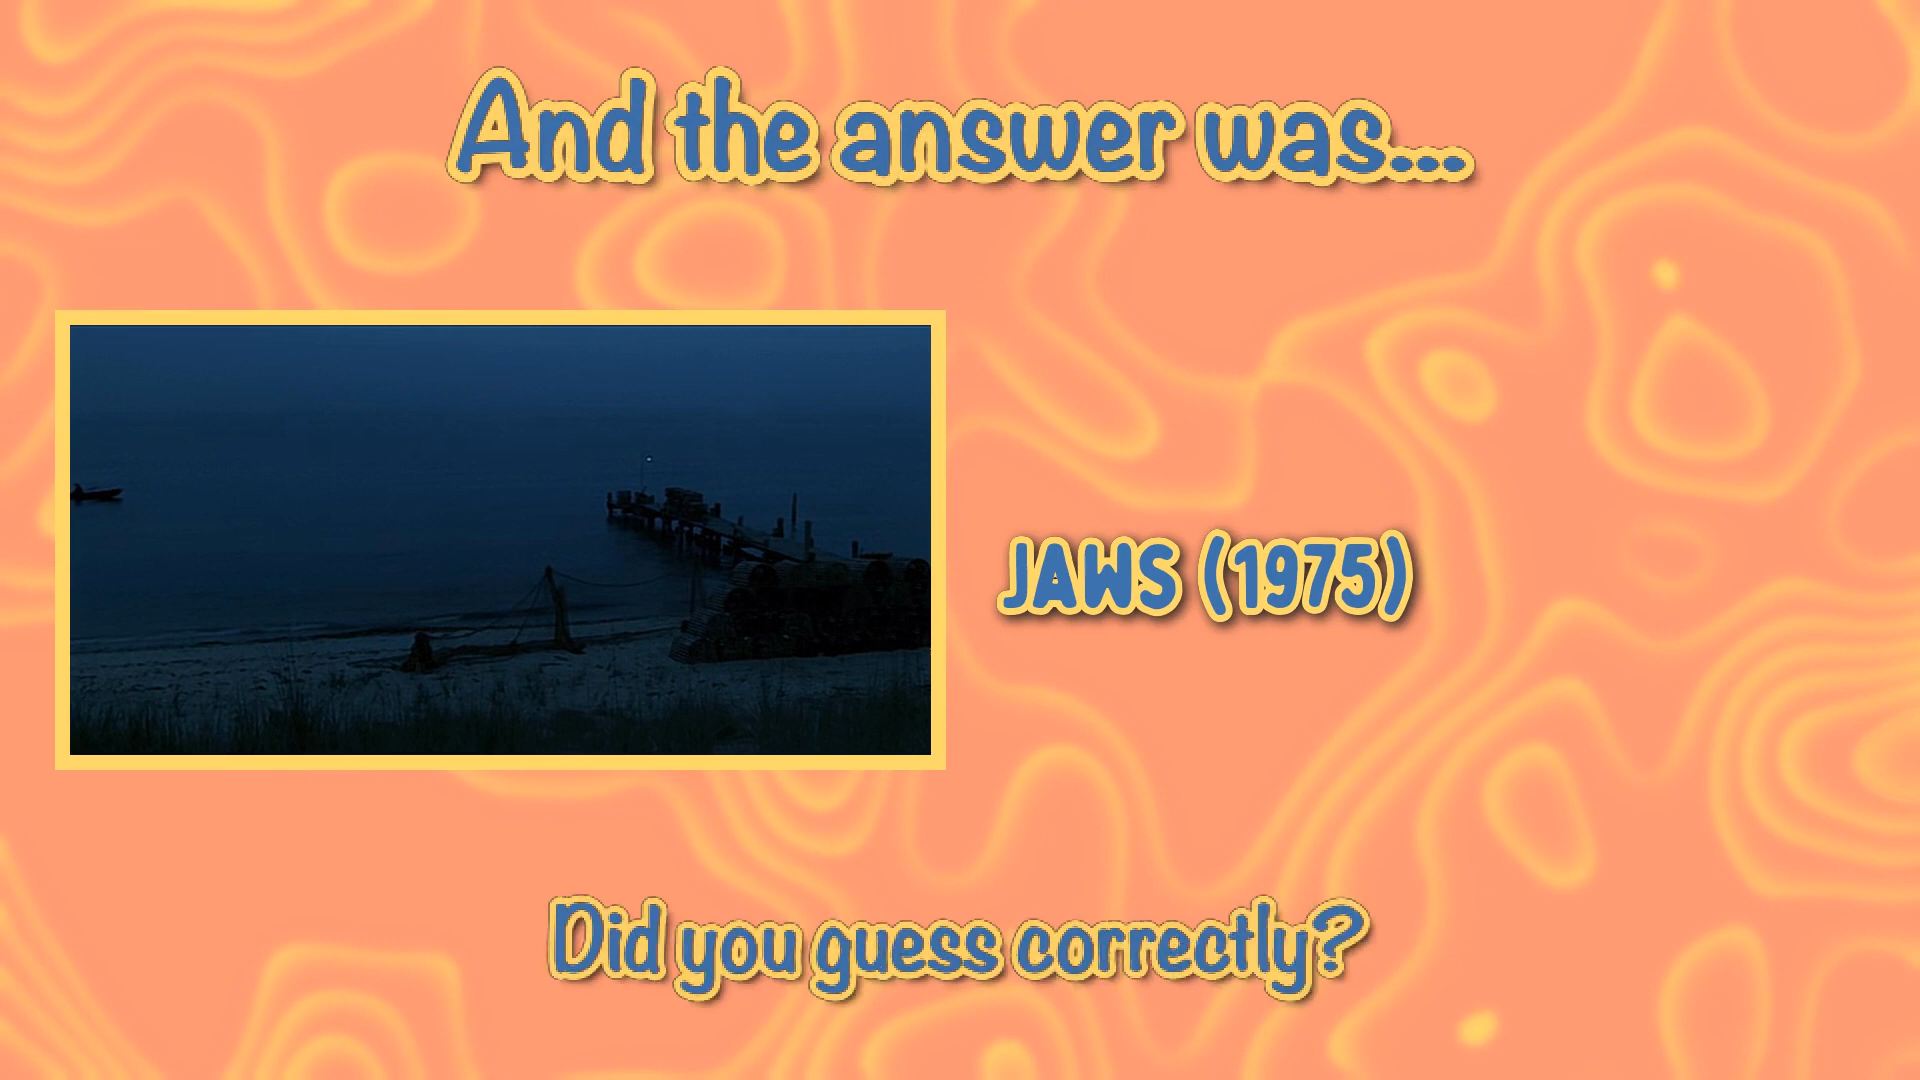 And the answer was...
JAWS (1975)
Did you guess correctly?